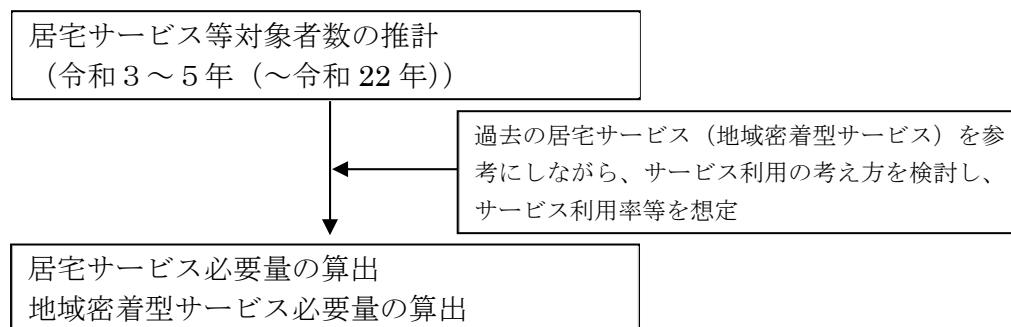 居宅サービス等対象者数の推計
（令和３～５年（～令和 22 年））
過去の居宅サービス（地域密着型サービス）を参
考にしながら、サービス利用の考え方を検討し、
サービス利用率等を想定
居宅サービス必要量の算出
地域密着型サービス必要量の算出